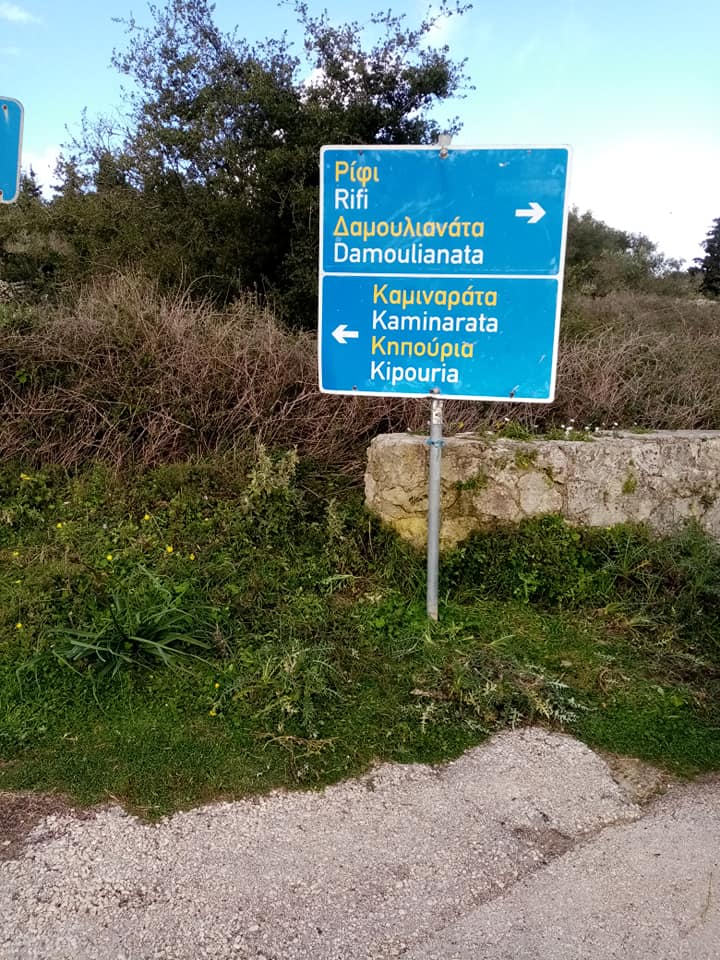 Ρίφι
Rifi
Δαμουλιανάτα
Damoulianata
Καμιναράτα
Kaminarata
Κηπούρια
Kipouria